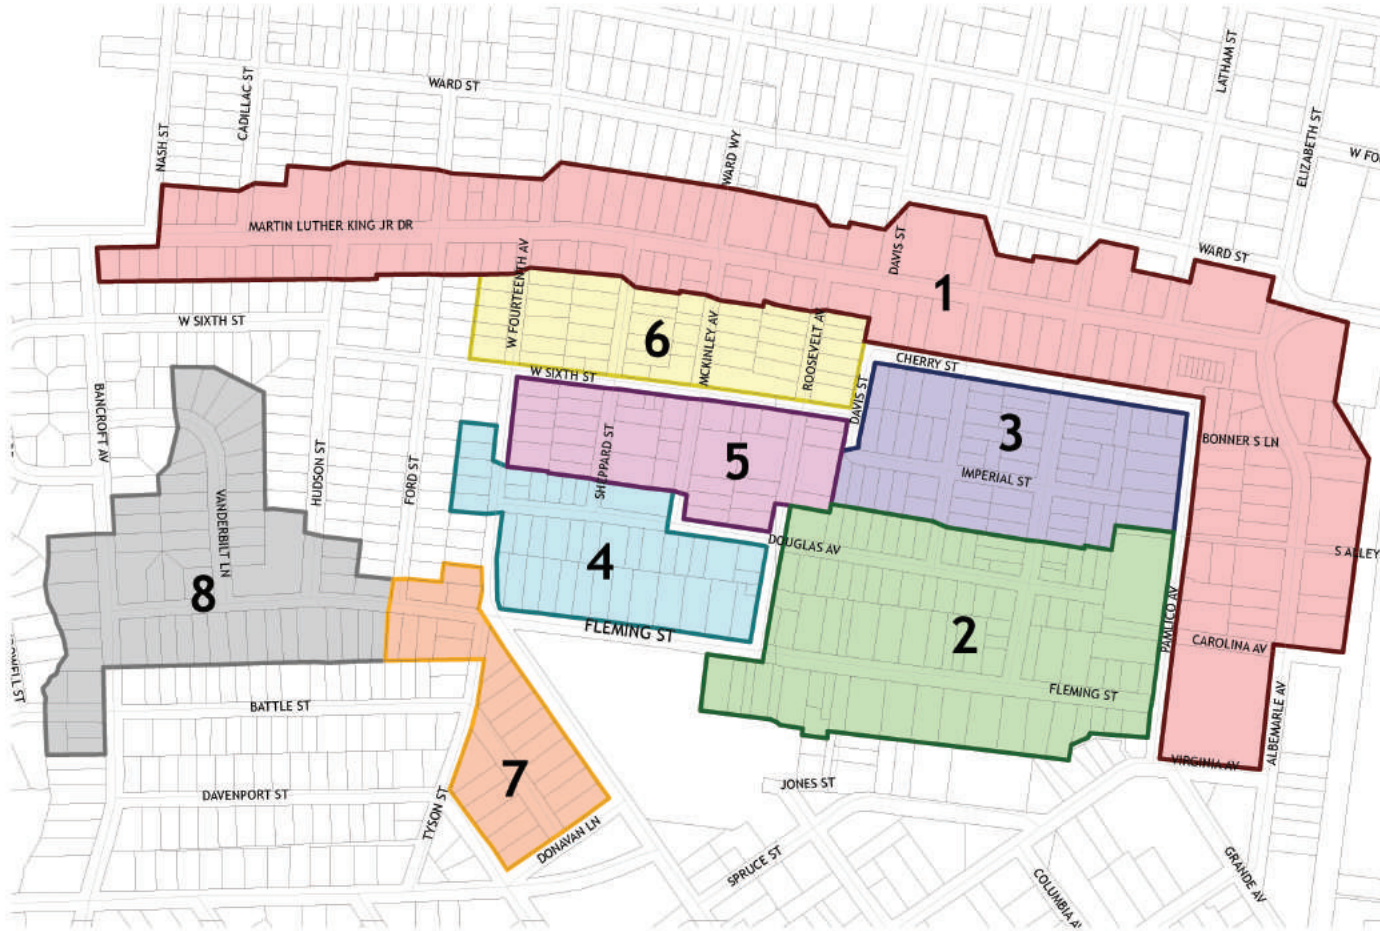 LATHAM ST
WARD ST
CADILLAC ST
ELIZABETH ST
NASH ST
WARD WY
W FO
MARTIN LUTHER KING JR DR
DAVIS ST
WARD ST
W FOURTEENTH AV
1
W SIXTH ST
6
MCKINLEY AV
ROOSEVELT AV
CHERRY ST
W SIXTH ST
DAVIS ST
BANCROFT AV
3
BONNER S LN
5
SHEPPARD ST
HUDSON ST
FORD ST
IMPERIAL ST
VANDERBILT LN
DOUGLAS AV
S ALLEY
4
8
PAMLICO AV
FLEMING ST
2
CAROLINA AV
FLEMING ST
BATTLE ST
ALBEMARLE AV
7
VIRGINIA AV
JONES ST
DAVENPORT ST
TYSON ST
DONAVAN LN
SPRUCE ST
GRANDE AV
COLUMBIA AV